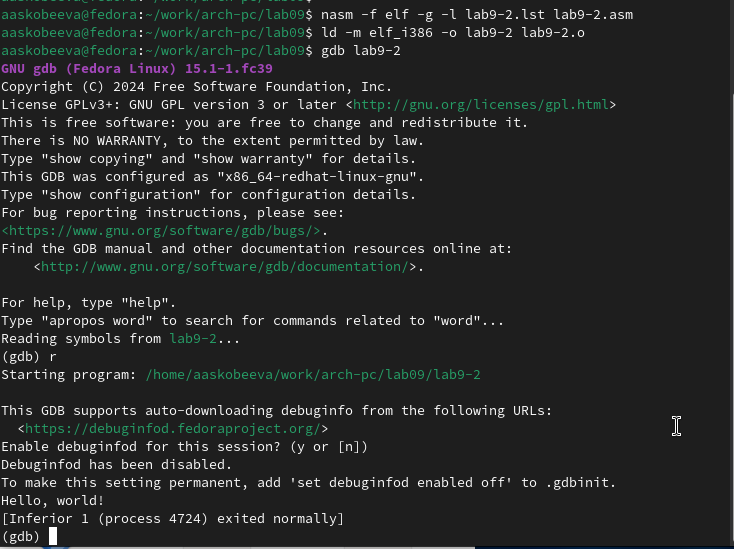 aaskobeeva@fedora:~/work/arch-pc/lab09$ nasm -f elf -g -l lab9-2.lst lab9-2.asm
aaskobeeva@fedora:~/work/arch-pc/lab09$ ld -m elf_i386 -o lab9-2 lab9-2.o
aaskobeeva@fedora:~/work/arch-pc/lab09$ gdb lab9-2
GNU gdb (Fedora Linux) 15.1-1.fc39
Copyright (C) 2024 Free Software Foundation, Inc.
License GPLv3+: GNU GPL version 3 or later <http://gnu.org/licenses/gpl.html>
This is free software: you are free to change and redistribute it.
There is NO WARRANTY, to the extent permitted by law.
Type "show copying" and "show warranty" for details.
This GDB was configured as "x86_64-redhat-linux-gnu".
Type "show configuration" for configuration details.
For bug reporting instructions, please see:
<https://www.gnu.org/software/gdb/bugs/>.
Find the GDB manual and other documentation resources online at:
    <http://www.gnu.org/software/gdb/documentation/>.

For help, type "help".
Type "apropos word" to search for commands related to "word"...
Reading symbols from lab9-2...
(gdb) r
Starting program: /home/aaskobeeva/work/arch-pc/lab09/lab9-2

This GDB supports auto-downloading debuginfo from the following URLs:
  <https://debuginfod.fedoraproject.org/>
Enable debuginfod for this session? (y or [n])
Debuginfod has been disabled.
To make this setting permanent, add 'set debuginfod enabled off' to .gdbinit.
Hello, world!
[Inferior 1 (process 4724) exited normally]
(gdb)